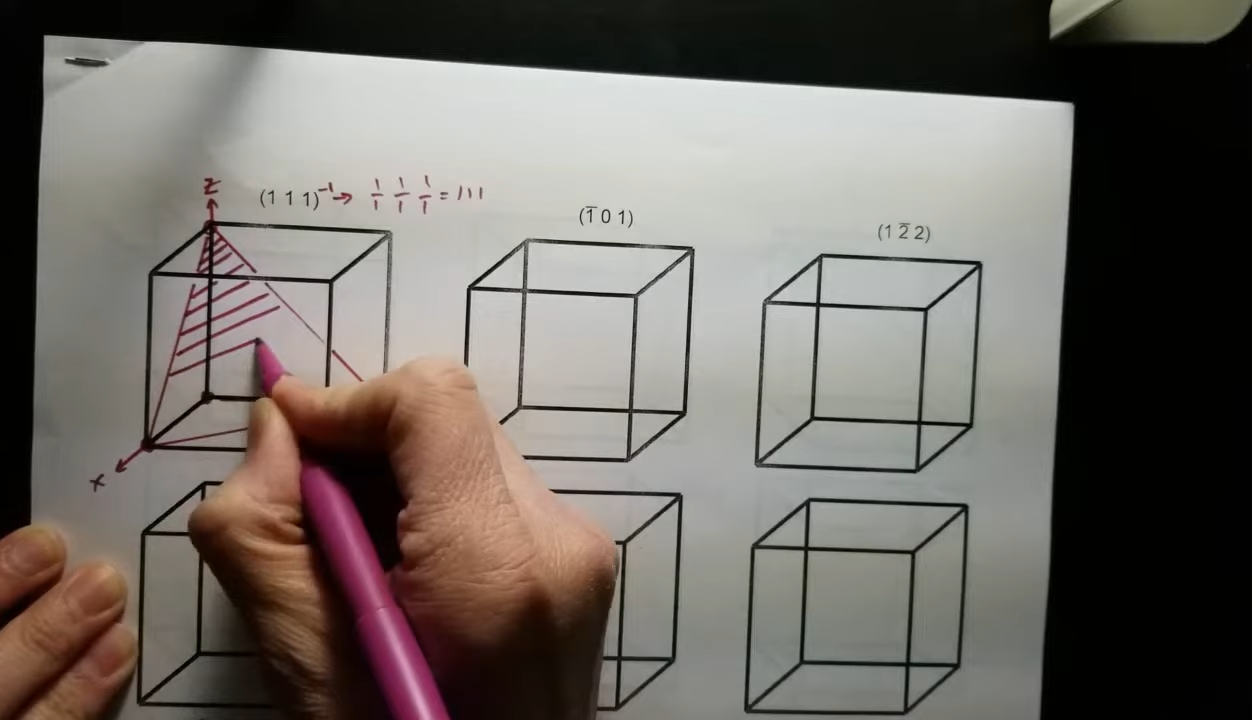 z
(1 1 1)⁻¹→ 1/1 1/1 1/1 = 111
(1̅ 0 1)
(1 2̅ 2)
x